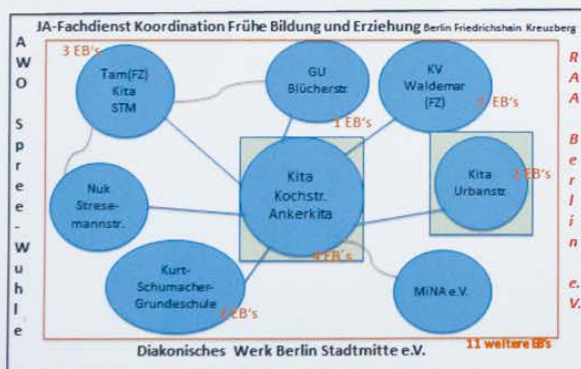 JA-Fachdienst Koordination Frühe Bildung und Erziehung Berlin Friedrichshain Kreuzberg
AWO Spree-Wuhle
3 EB's
Tam(FZ)
Kita
STM
GU
Blücherstr.
1 EB's
KV
Waldemar
(FZ)
EB's
RAA Berlin e.V.
Nuk
Strese-
mannstr.
Kita
Kochstr.
Ankerkita
4 EB's
Kita
Urbanstr.
EB's
Kurt-
Schumacher-
Grundeschule
EB's
MiNA e.V.
11 weitere EB's
Diakonisches Werk Berlin Stadtmitte e.V.